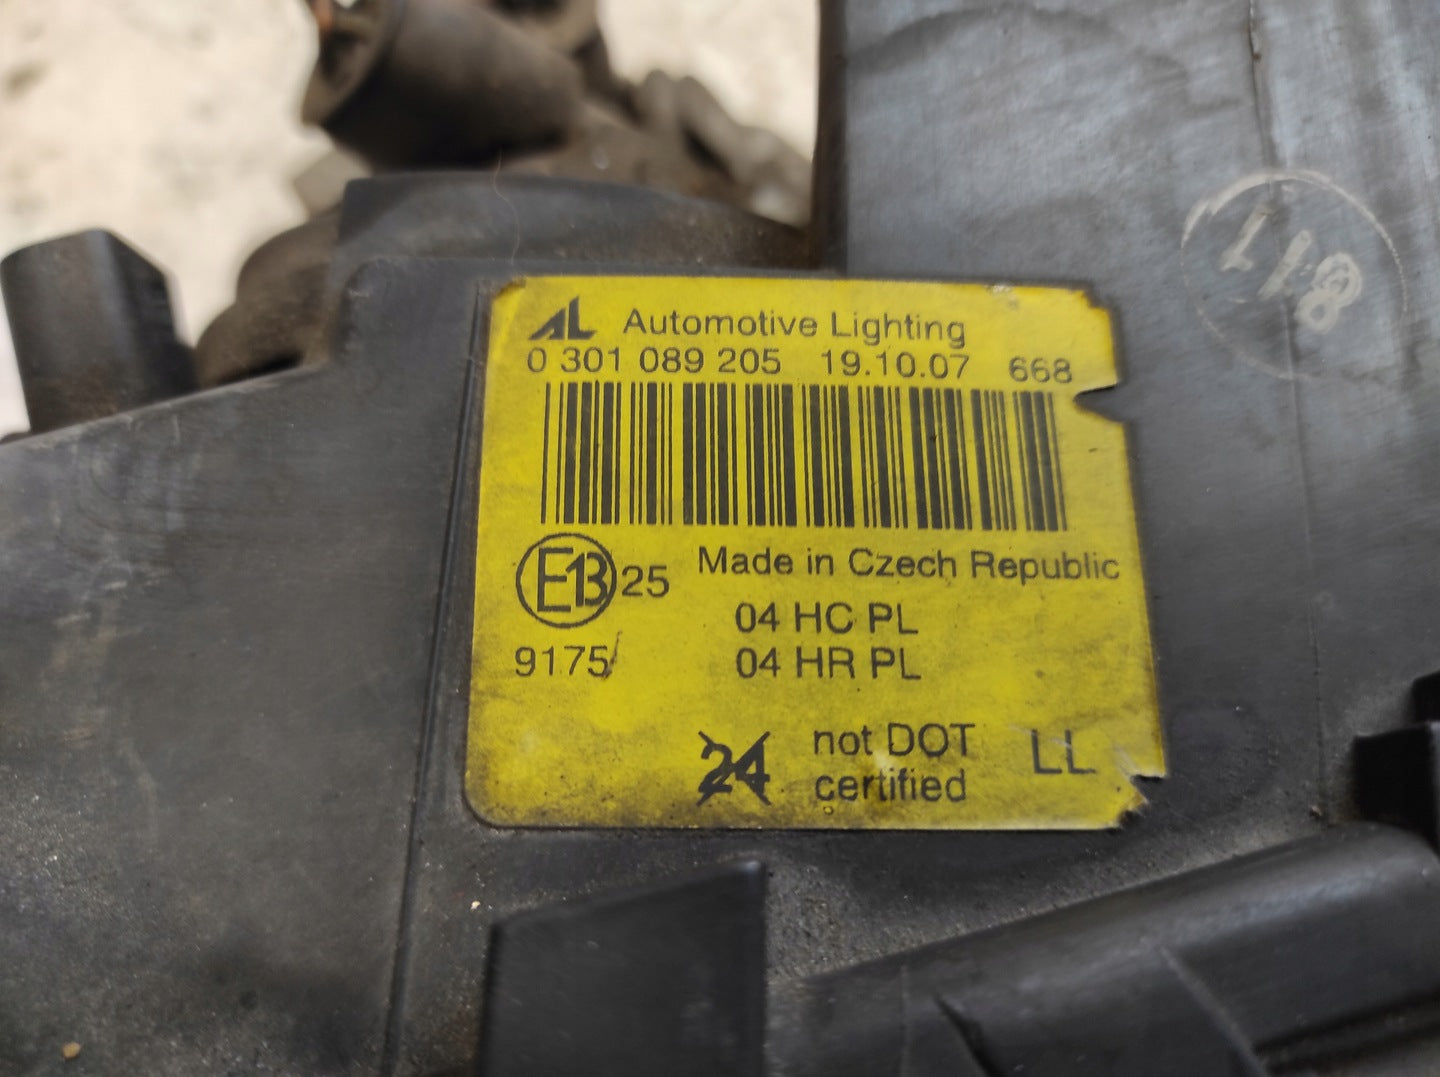 AL Automotive Lighting
0 301 089 205 19.10.07 668
E13 25 Made in Czech Republic
04 HC PL
9175 04 HR PL
24 not DOT LL
certified
811